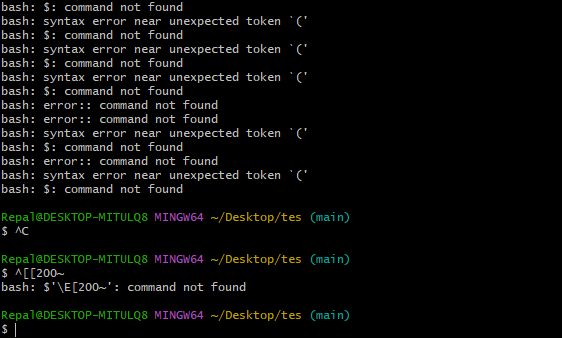 bash: $: command not found
bash: syntax error near unexpected token `('
bash: $: command not found
bash: syntax error near unexpected token `('
bash: $: command not found
bash: syntax error near unexpected token `('
bash: $: command not found
bash: error:: command not found
bash: error:: command not found
bash: syntax error near unexpected token `('
bash: $: command not found
bash: error:: command not found
bash: syntax error near unexpected token `('
bash: $: command not found
Repal@DESKTOP-MITULQ8 MINGW64 ~/Desktop/tes (main)
$ ^C
Repal@DESKTOP-MITULQ8 MINGW64 ~/Desktop/tes (main)
$ ^[[200~
bash: $'\E[200~': command not found
Repal@DESKTOP-MITULQ8 MINGW64 ~/Desktop/tes (main)
$